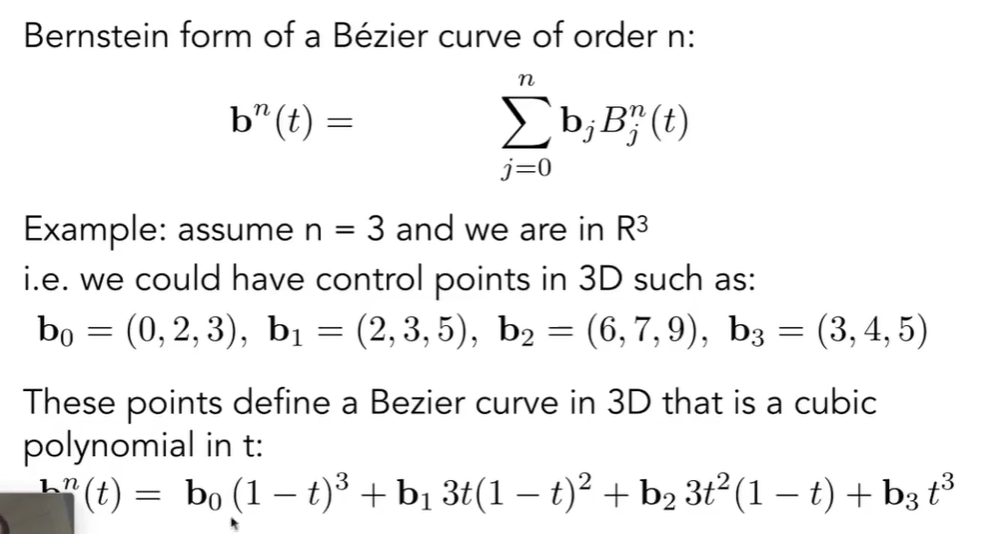 Bernstein form of a Bézier curve of order n:
𝐛ⁿ(t) = ∑_{j=0}^{n} 𝐛_j B_j^n(t)
Example: assume n = 3 and we are in R³
i.e. we could have control points in 3D such as:
𝐛₀ = (0, 2, 3), 𝐛₁ = (2, 3, 5), 𝐛₂ = (6, 7, 9), 𝐛₃ = (3, 4, 5)
These points define a Bezier curve in 3D that is a cubic
polynomial in t:
𝐛ⁿ(t) = 𝐛₀ (1 − t)³ + 𝐛₁ 3t(1 − t)² + 𝐛₂ 3t²(1 − t) + 𝐛₃ t³